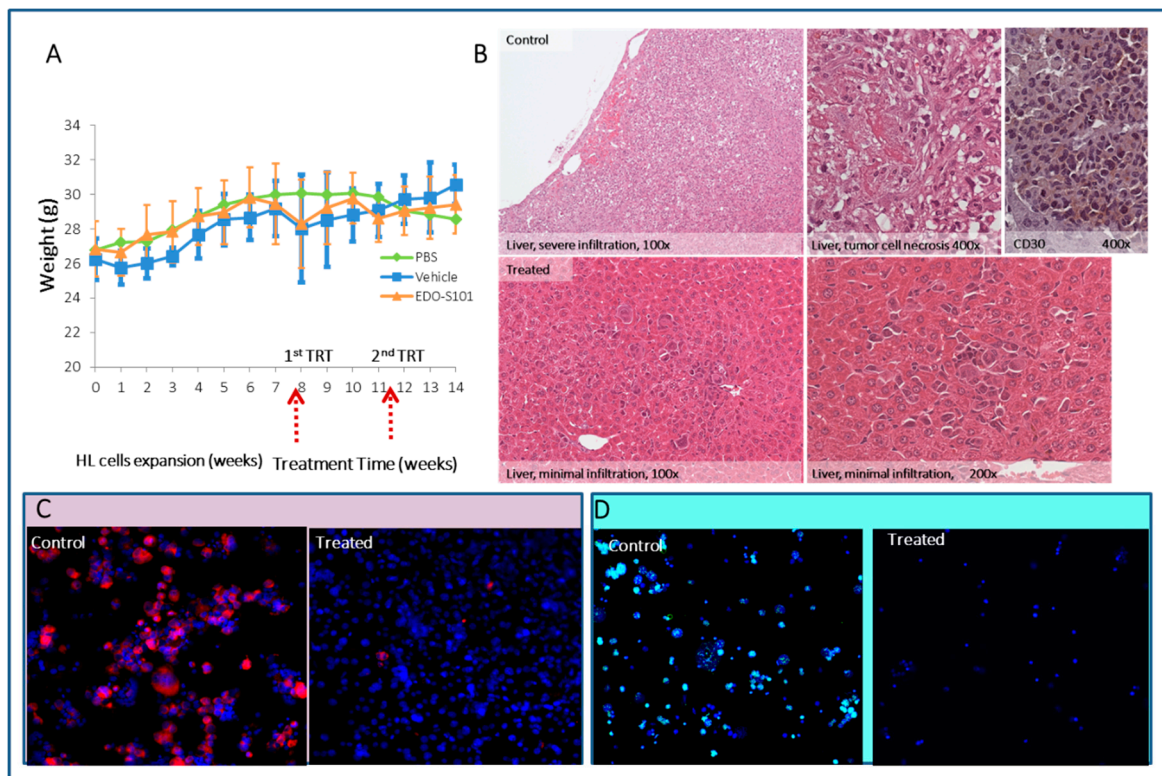 A
34
32
30
28
26
24
22
20
Weight (g)
PBS
Vehicle
EDO-S101
1st TRT
2nd TRT
0 1 2 3 4 5 6 7 8 9 10 11 12 13 14
HL cells expansion (weeks)
Treatment Time (weeks)
B
Control
Liver, severe infiltration, 100x
Liver, tumor cell necrosis 400x
CD30 400x
Treated
Liver, minimal infiltration, 100x
Liver, minimal infiltration, 200x
C
Control
Treated
D
Control
Treated